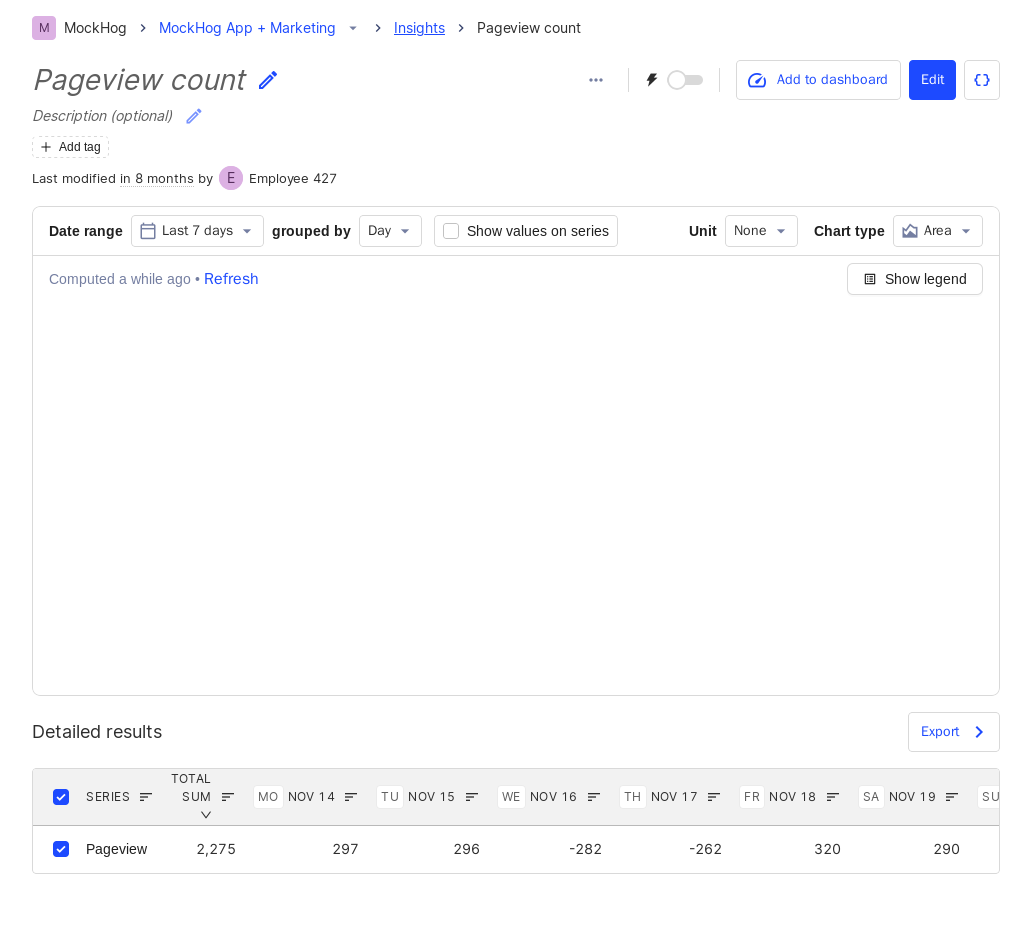 M MockHog MockHog App + Marketing Insights Pageview count
Pageview count
Add to dashboard Edit
Description (optional)
Add tag
Last modified in 8 months by E Employee 427
Date range Last 7 days grouped by Day Show values on series Unit None Chart type Area
Computed a while ago • Refresh Show legend
Detailed results Export
SERIES TOTAL SUM MO NOV 14 TU NOV 15 WE NOV 16 TH NOV 17 FR NOV 18 SA NOV 19 SU
Pageview 2,275 297 296 -282 -262 320 290